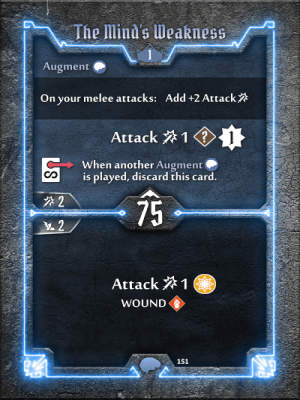 The Mind's Weakness
1
Augment
On your melee attacks: Add +2 Attack
Attack 1 ? 1
When another Augment
is played, discard this card.
2
75
2
Attack 1
WOUND
151